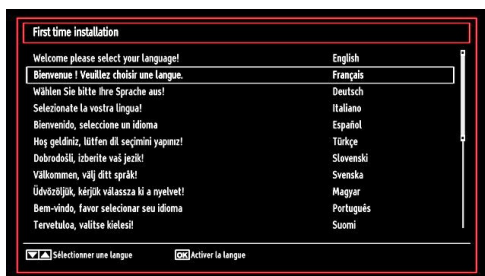 First time installation
Welcome please select your language! English
Bienvenue ! Veuillez choisir une langue. Français
Wählen Sie bitte Ihre Sprache aus! Deutsch
Selezionate la vostra lingua! Italiano
Bienvenido, seleccione un idioma Español
Hoş geldiniz, lütfen dil seçimini yapınız! Türkçe
Dobrodošli, izberite vaš jezik! Slovenski
Välkommen, välj ditt språk! Svenska
Üdvözöljük, kérjük válassza ki a nyelvet! Magyar
Bem-vindo, favor selecionar seu idioma Português
Tervetuloa, valitse kielesi! Suomi
Sélectionner une langue OK Activer la langue